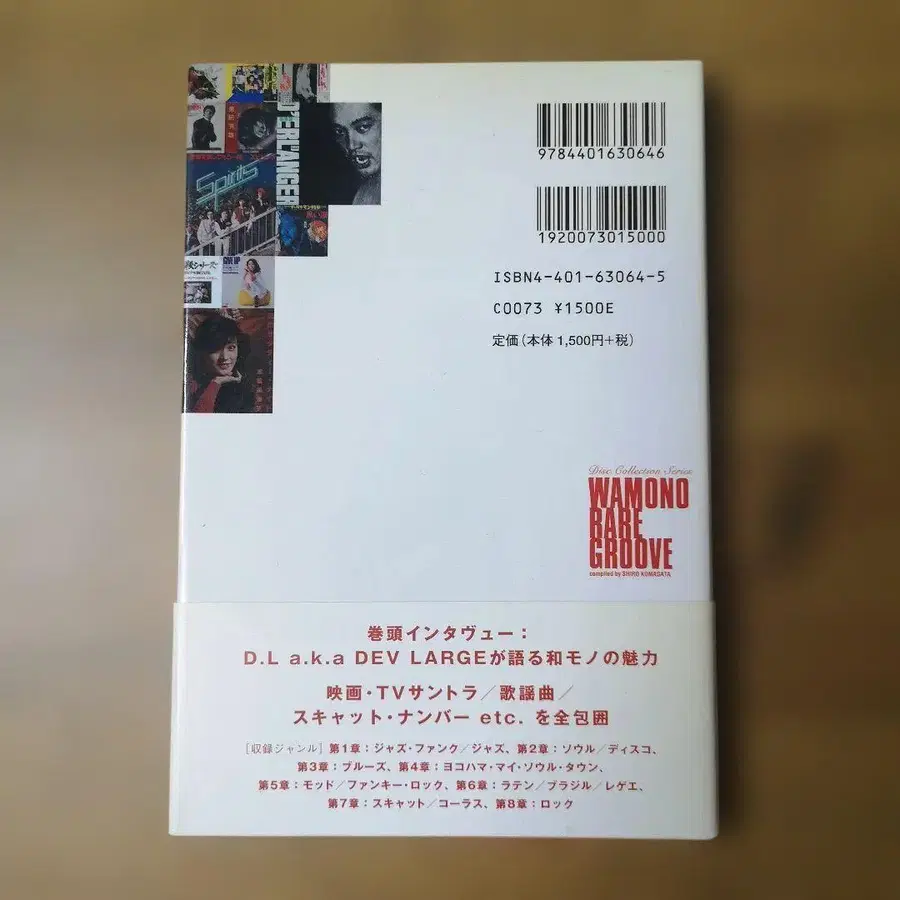 D'ERLANGER
Spirits
GIVE UP
9784401630646
1920073015000
ISBN4-401-63064-5
C0073 ¥1500E
定価(本体 1,500円+税)
Disc Collection Series
WAMONO
RARE
GROOVE
compiled by SHIRO KOMAGATA
巻頭インタヴュー:
D.L a.k.a DEV LARGEが語る和モノの魅力
映画・TVサントラ/歌謡曲/
スキャット・ナンバー etc. を全包囲
[収録ジャンル] 第1章:ジャズ・ファンク/ジャズ、第2章:ソウル/ディスコ、
第3章:ブルーズ、第4章:ヨコハマ・マイ・ソウル・タウン、
第5章:モッド/ファンキー・ロック、第6章:ラテン/ブラジル/レゲエ、
第7章:スキャット/コーラス、第8章:ロック